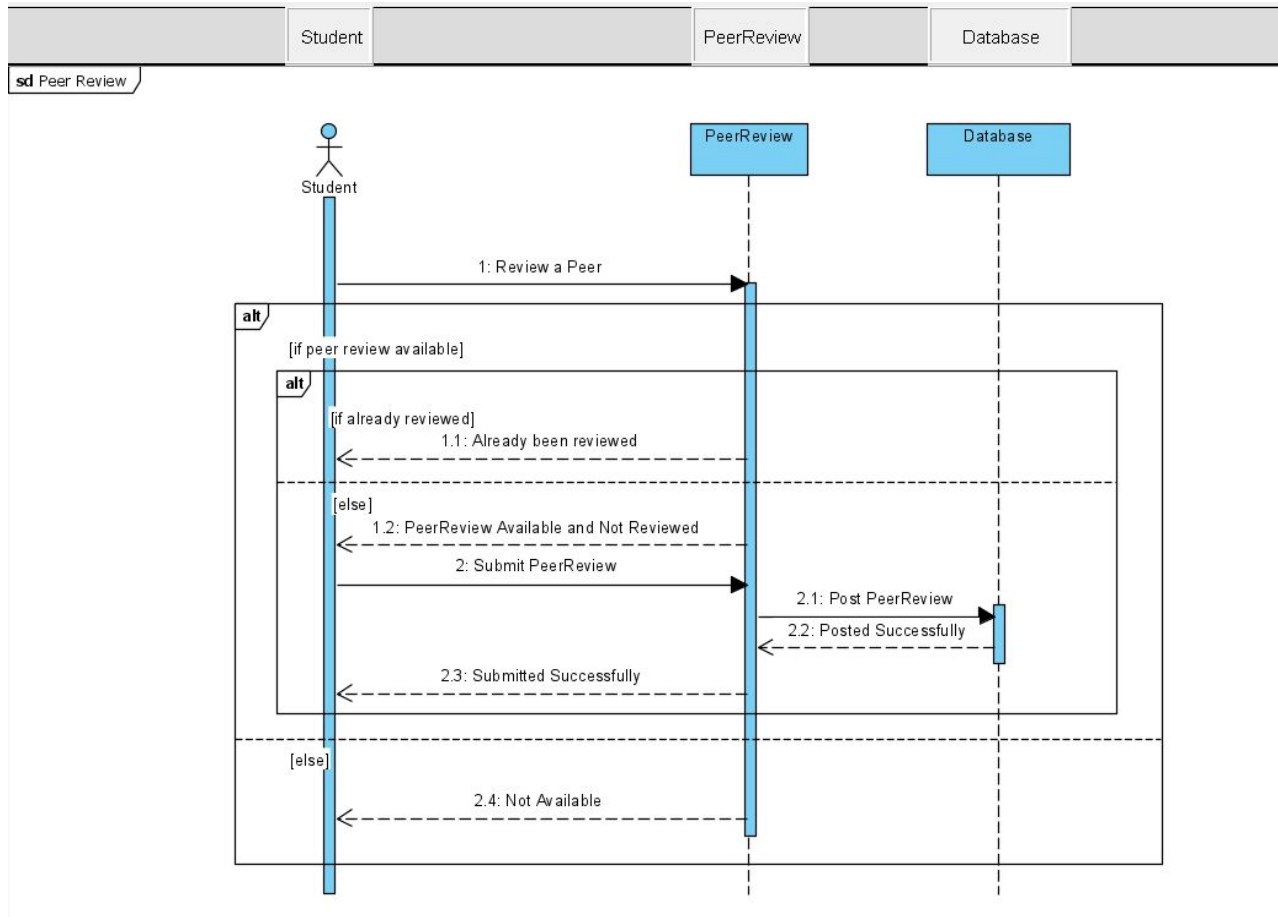 Student PeerReview Database
sd Peer Review
PeerReview Database
Student
1: Review a Peer
alt
[if peer review available]
alt
[if already reviewed]
1.1: Already been reviewed
[else]
1.2: PeerReview Available and Not Reviewed
2: Submit PeerReview
2.1: Post PeerReview
2.2: Posted Successfully
2.3: Submitted Successfully
[else]
2.4: Not Available